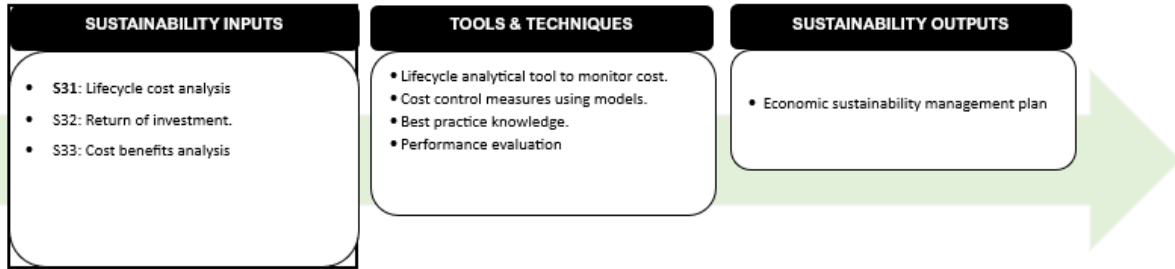 SUSTAINABILITY INPUTS
• S31: Lifecycle cost analysis
• S32: Return of investment.
• S33: Cost benefits analysis
TOOLS & TECHNIQUES
• Lifecycle analytical tool to monitor cost.
• Cost control measures using models.
• Best practice knowledge.
• Performance evaluation
SUSTAINABILITY OUTPUTS
• Economic sustainability management plan